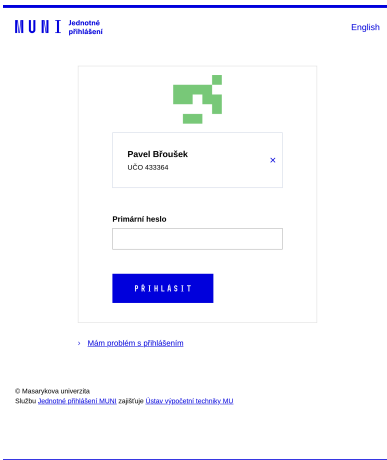 MUNI Jednotné
přihlášení
English
Pavel Břoušek
UČO 433364
×
Primární heslo
PŘIHLÁSIT
› Mám problém s přihlášením
© Masarykova univerzita
Službu Jednotné přihlášení MUNI zajišťuje Ústav výpočetní techniky MU